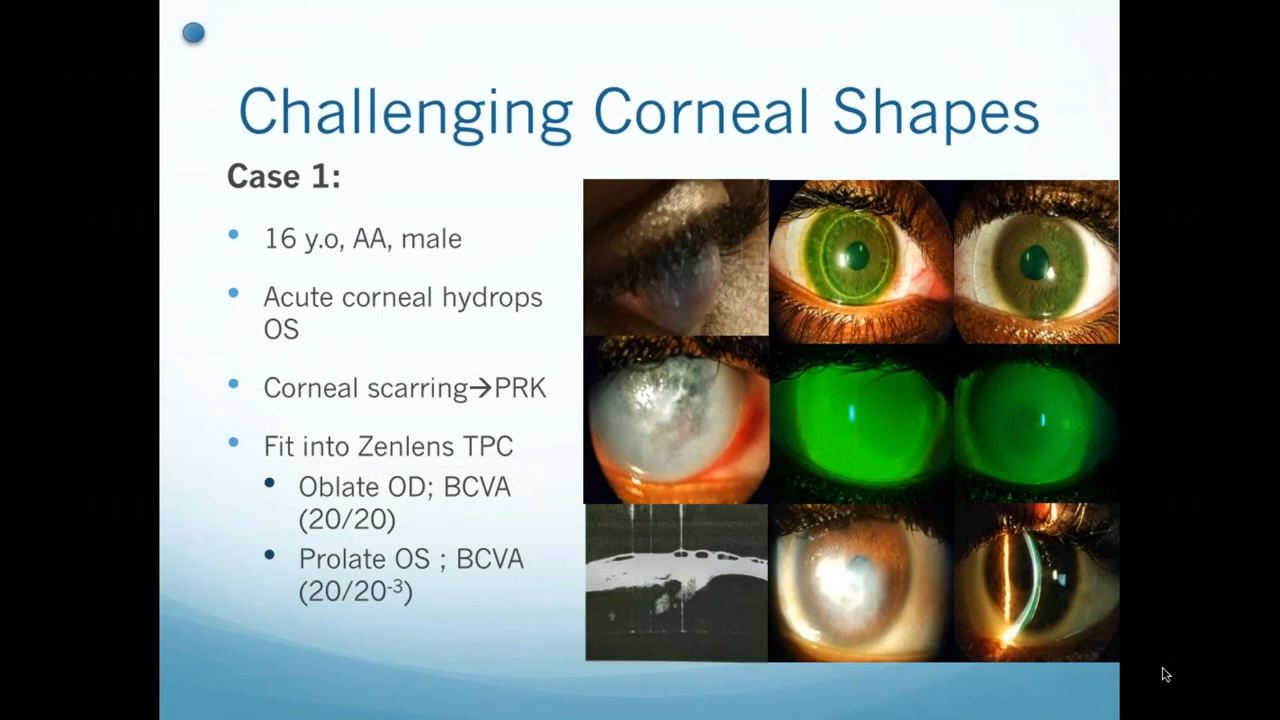 Challenging Corneal Shapes
Case 1:
16 y.o, AA, male
Acute corneal hydrops
OS
Corneal scarring→PRK
Fit into Zenlens TPC
Oblate OD; BCVA
(20/20)
Prolate OS ; BCVA
(20/20-3)